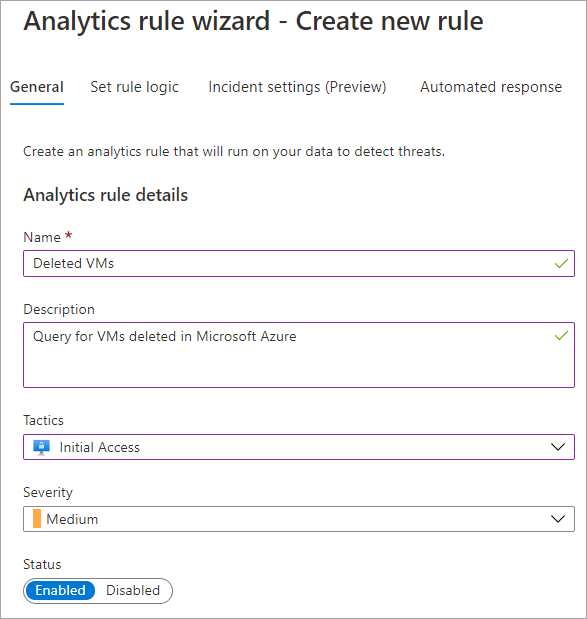 Analytics rule wizard - Create new rule
General Set rule logic Incident settings (Preview) Automated response
Create an analytics rule that will run on your data to detect threats.
Analytics rule details
Name *
Deleted VMs
Description
Query for VMs deleted in Microsoft Azure
Tactics
Initial Access
Severity
Medium
Status
Enabled Disabled